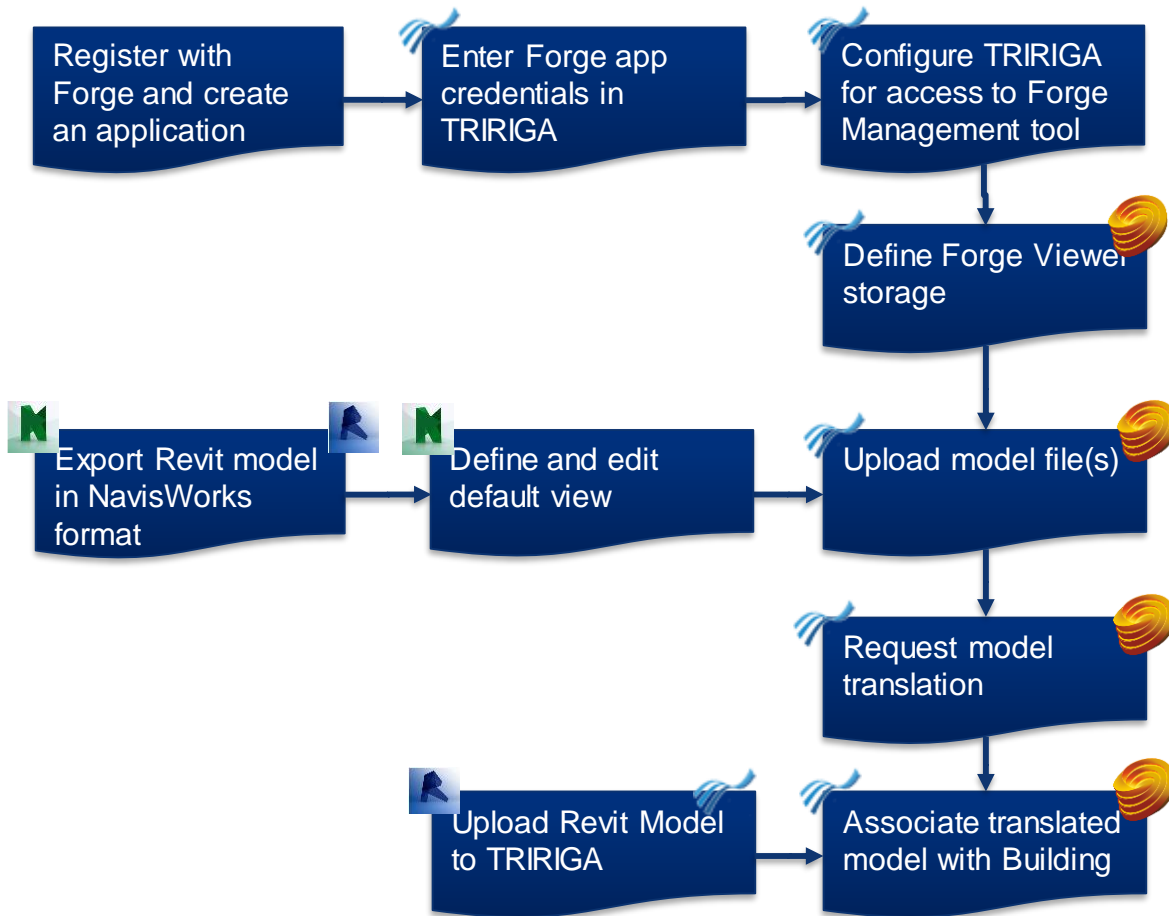 Register with
Forge and create
an application
Enter Forge app
credentials in
TRIRIGA
Configure TRIRIGA
for access to Forge
Management tool
Define Forge Viewer
storage
Export Revit model
in NavisWorks
format
Define and edit
default view
Upload model file(s)
Request model
translation
Upload Revit Model
to TRIRIGA
Associate translated
model with Building